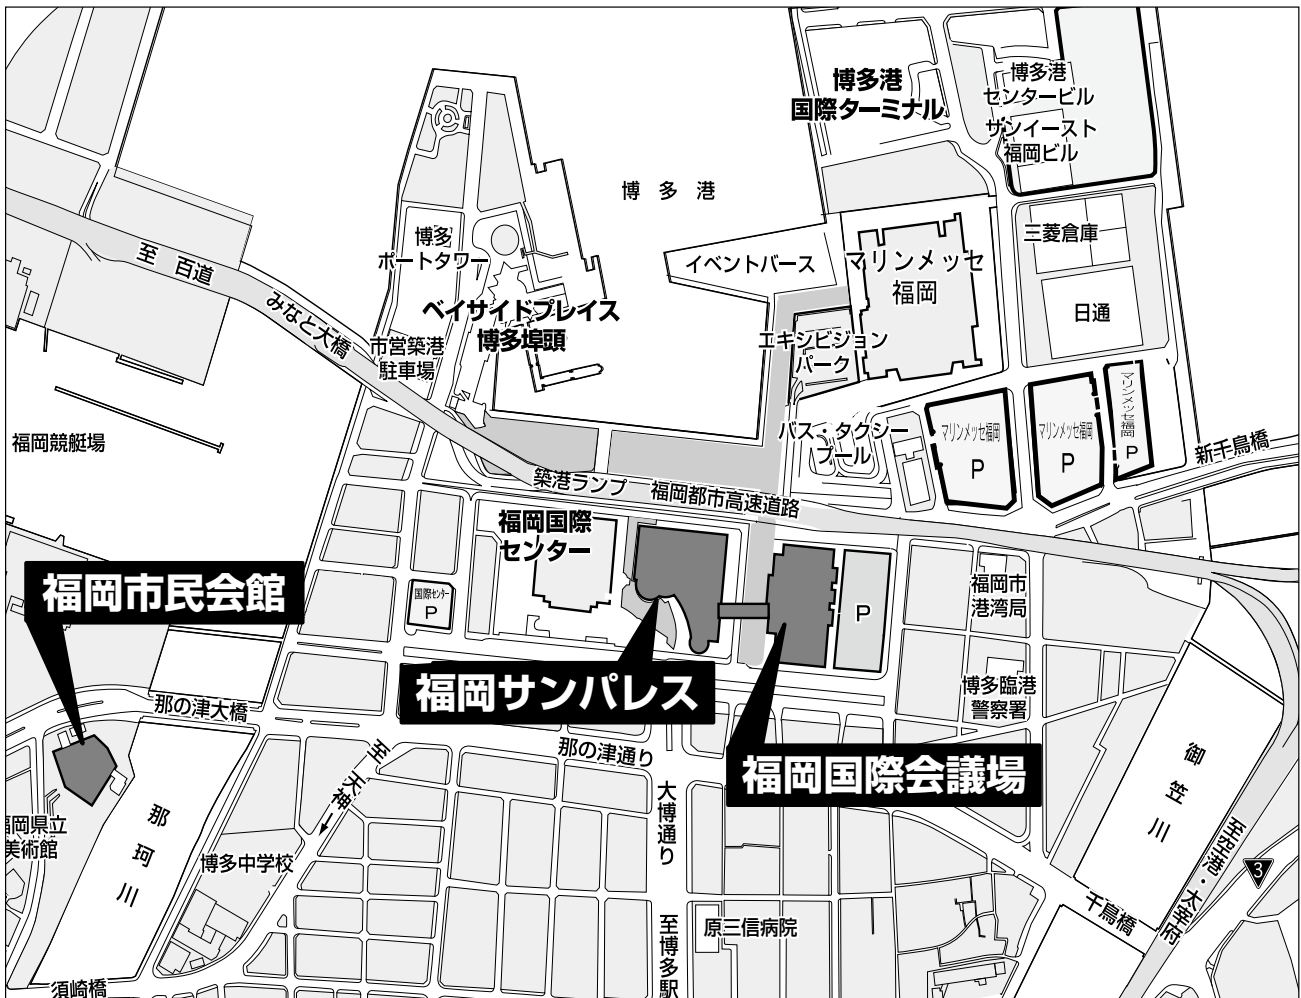 博多港
国際ターミナル
博多港
センタービル
サンイースト
福岡ビル
博多港
三菱倉庫
日通
博多
ポートタワー
イベントバース
マリンメッセ
福岡
至 百道
みなと大橋
ベイサイドプレイス
博多埠頭
市営築港
駐車場
エキシビジョン
パーク
福岡競艇場
バス・タクシー
プール
マリンメッセ福岡
P
マリンメッセ福岡
P
マリンメッセ福岡
P
新千鳥橋
築港ランプ
福岡都市高速道路
福岡国際
センター
福岡市民会館
国際センター
P
P
福岡市
港湾局
福岡サンパレス
博多臨港
警察署
那の津大橋
那の津通り
至 天神
福岡国際会議場
御笠川
大博通り
那珂川
福岡県立
美術館
博多中学校
至空港・太宰府
3
千鳥橋
原三信病院
至博多駅
須崎橋